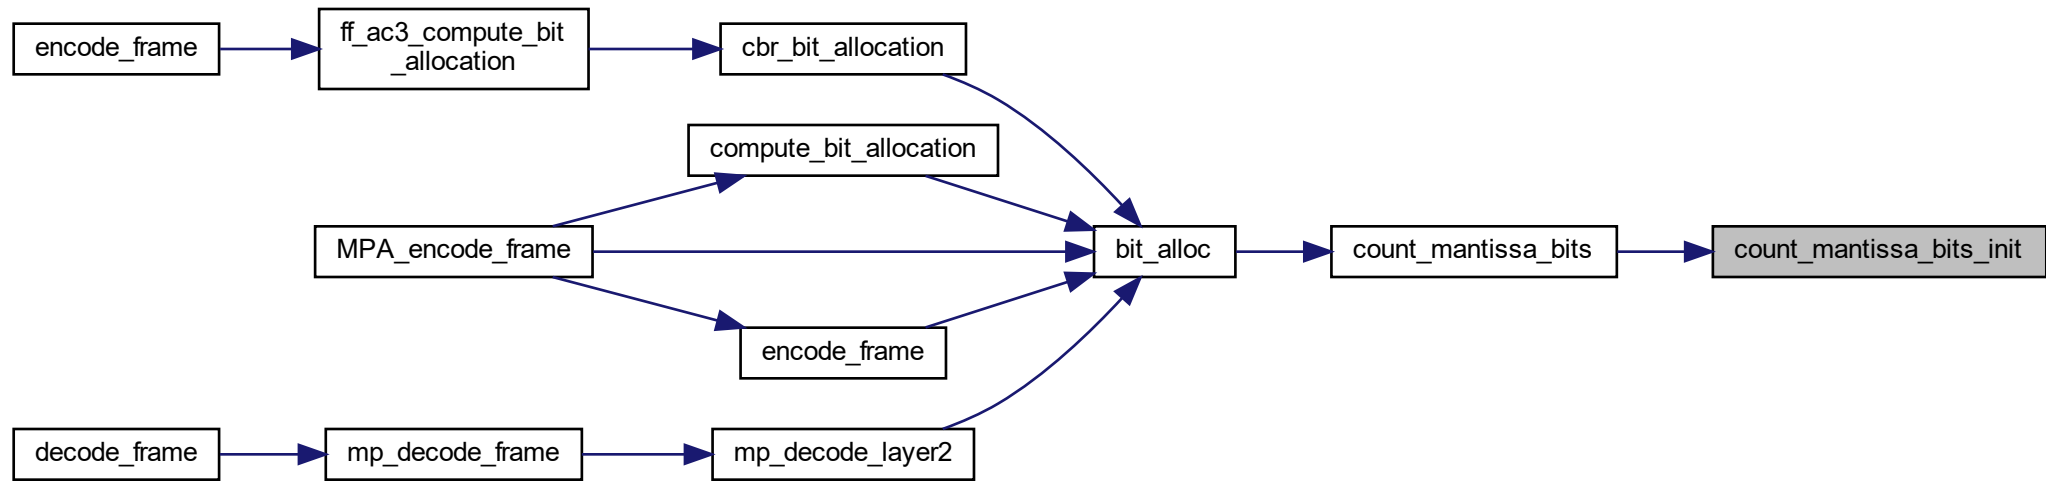 encode_frame
ff_ac3_compute_bit
_allocation
cbr_bit_allocation
compute_bit_allocation
MPA_encode_frame
bit_alloc
count_mantissa_bits
count_mantissa_bits_init
encode_frame
decode_frame
mp_decode_frame
mp_decode_layer2